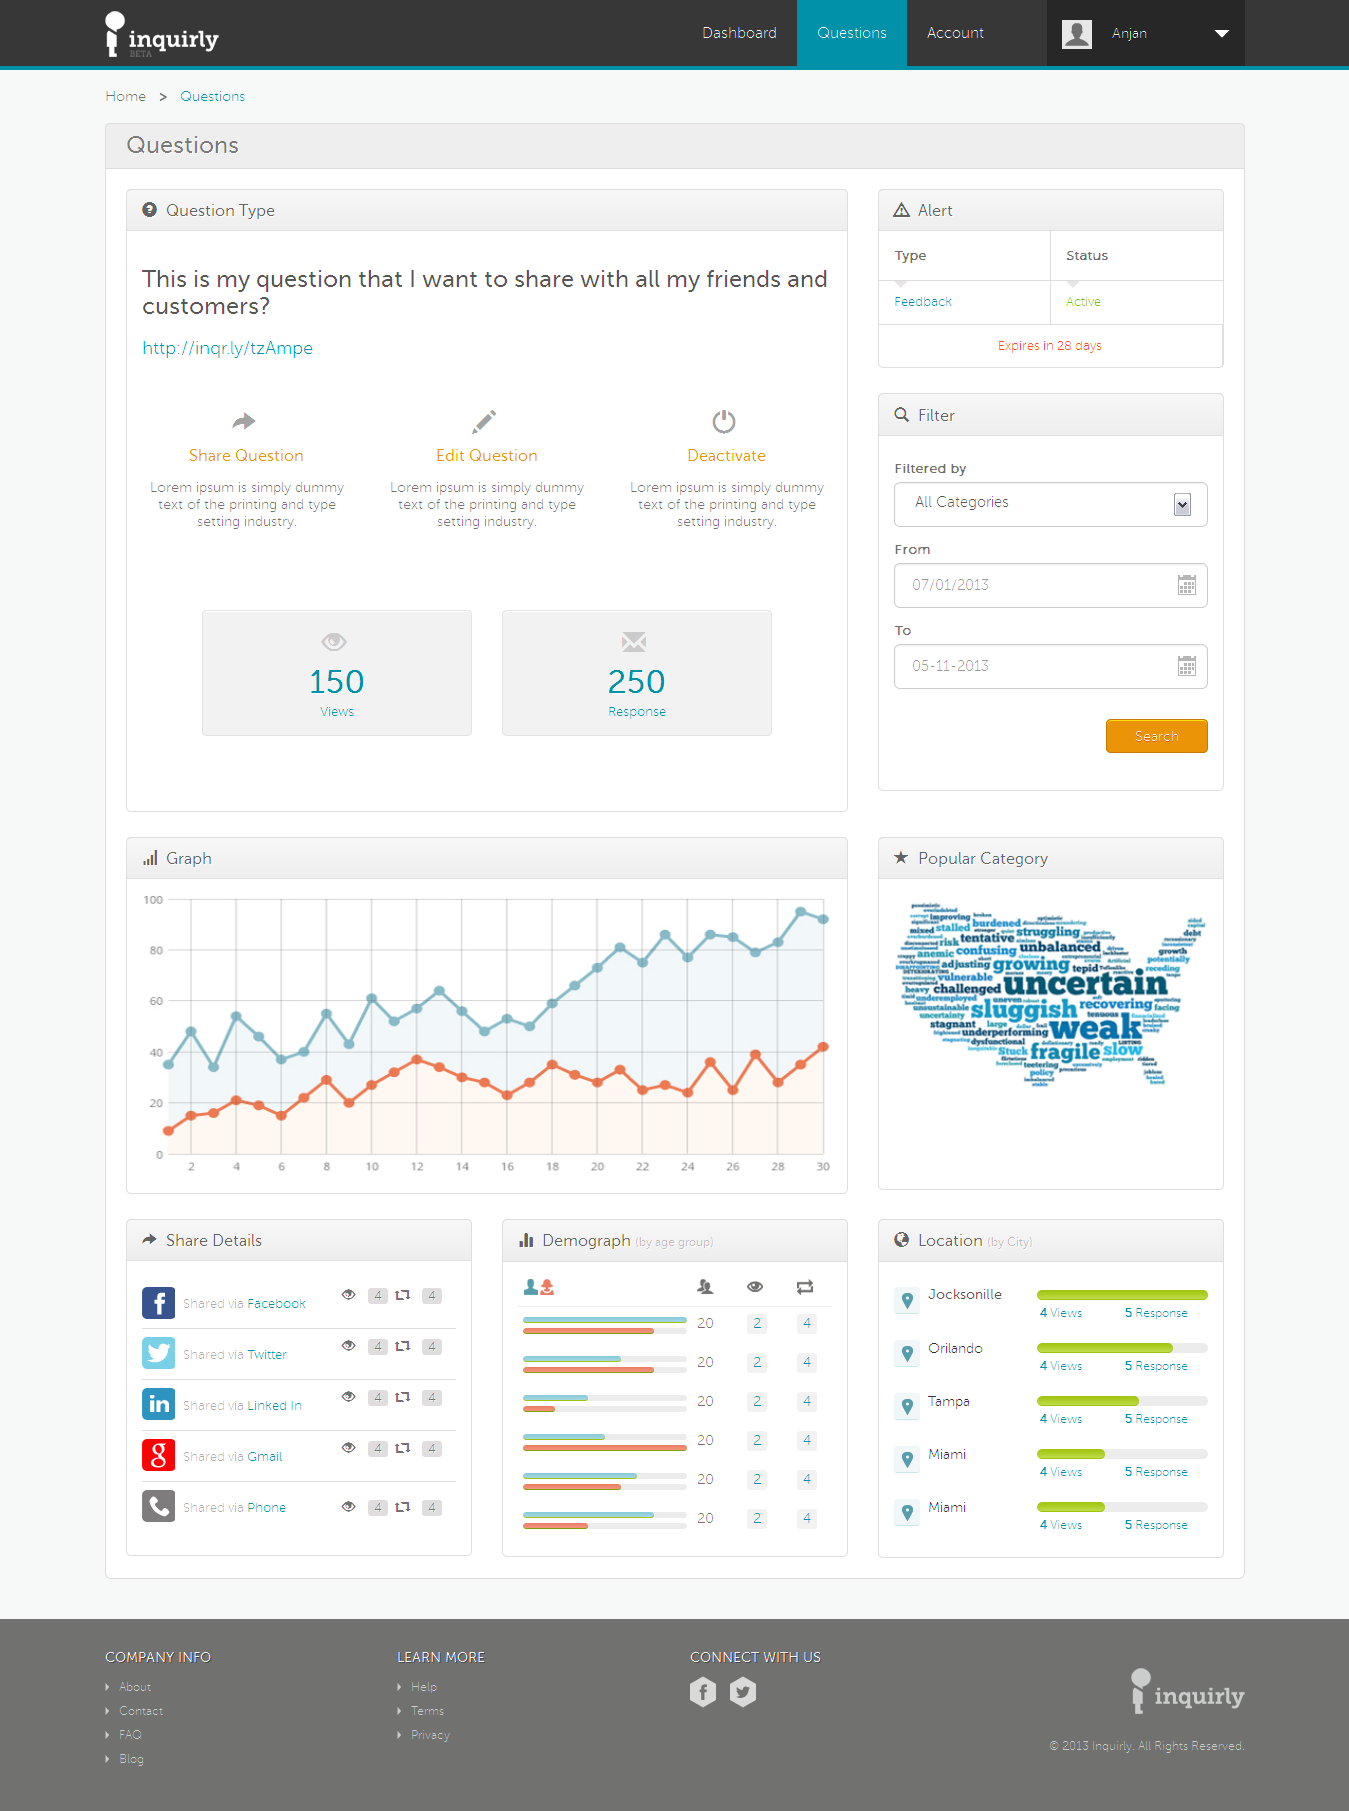 inquirly
BETA
Dashboard
Questions
Account
Anjan
Home > Questions
Questions
Question Type
This is my question that I want to share with all my friends and
customers?
http://inqr.ly/tzAmpe
Share Question
Lorem ipsum is simply dummy
text of the printing and type
setting industry.
Edit Question
Lorem ipsum is simply dummy
text of the printing and type
setting industry.
Deactivate
Lorem ipsum is simply dummy
text of the printing and type
setting industry.
150
Views
250
Response
Alert
Type Status
Feedback Active
Expires in 28 days
Filter
Filtered by
All Categories
From
07/01/2013
To
05-11-2013
Search
Graph
100
80
60
40
20
0
2 4 6 8 10 12 14 16 18 20 22 24 26 28 30
Popular Category
improving
burdened
mixed stalled
struggling
debt
risk tentative
unbalanced
growth
anemic confusing
potentially
adjusting growing tepid
receding
vulnerable
uncertain
heavy challenged
underemployed
uneven
recovering
unsustainable
sluggish
facing
uncertainty
tenuous
stagnant
large
weak
underperforming
dysfunctional
Stuck fragile slow
teetering
policy
Share Details
Shared via Facebook 4 4
Shared via Twitter 4 4
Shared via Linked In 4 4
Shared via Gmail 4 4
Shared via Phone 4 4
Demograph (by age group)
20 2 4
20 2 4
20 2 4
20 2 4
20 2 4
20 2 4
Location (by City)
Jocksonille
4 Views 5 Response
Orilando
4 Views 5 Response
Tampa
4 Views 5 Response
Miami
4 Views 5 Response
Miami
4 Views 5 Response
COMPANY INFO
About
Contact
FAQ
Blog
LEARN MORE
Help
Terms
Privacy
CONNECT WITH US
inquirly
© 2013 Inquirly. All Rights Reserved.